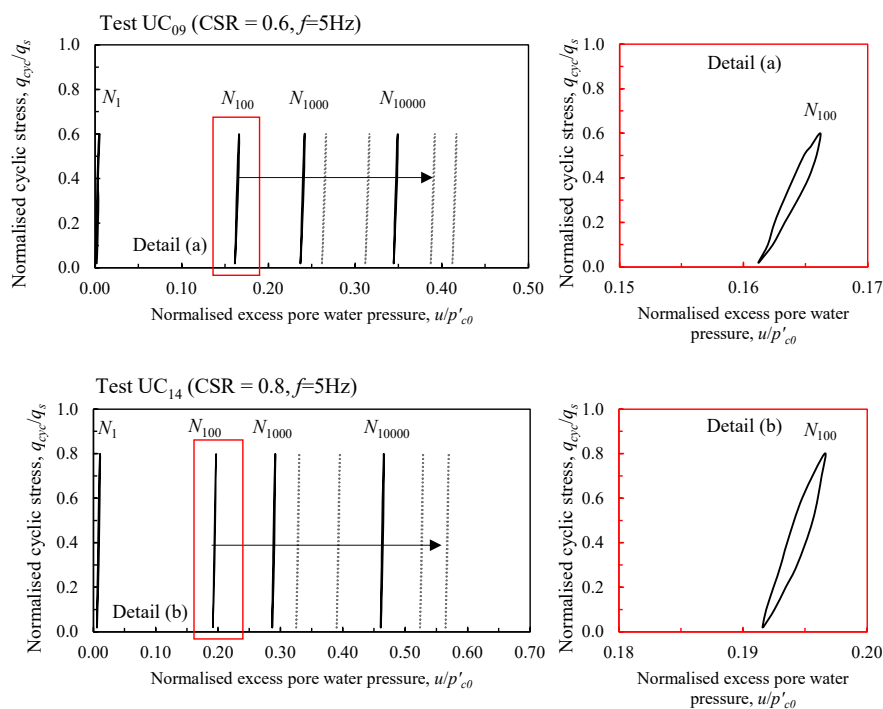 Test UC09 (CSR = 0.6, f=5Hz)
Normalised cyclic stress, qcyc/qs
1.0
0.8
0.6
0.4
0.2
0.0
N1
N100
N1000
N10000
Detail (a)
0.00
0.10
0.20
0.30
0.40
0.50
Normalised excess pore water pressure, u/p'c0
Normalised cyclic stress, qcyc/qs
1.0
0.8
0.6
0.4
0.2
0.0
Detail (a)
N100
0.15
0.16
0.17
Normalised excess pore water
pressure, u/p'c0
Test UC14 (CSR = 0.8, f=5Hz)
Normalised cyclic stress, qcyc/qs
1.0
0.8
0.6
0.4
0.2
0.0
N1
N100
N1000
N10000
Detail (b)
0.00
0.10
0.20
0.30
0.40
0.50
0.60
0.70
Normalised excess pore water pressure, u/p'c0
Normalised cyclic stress, qcyc/qs
1.0
0.8
0.6
0.4
0.2
0.0
Detail (b)
N100
0.18
0.19
0.20
Normalised excess pore water
pressure, u/p'c0